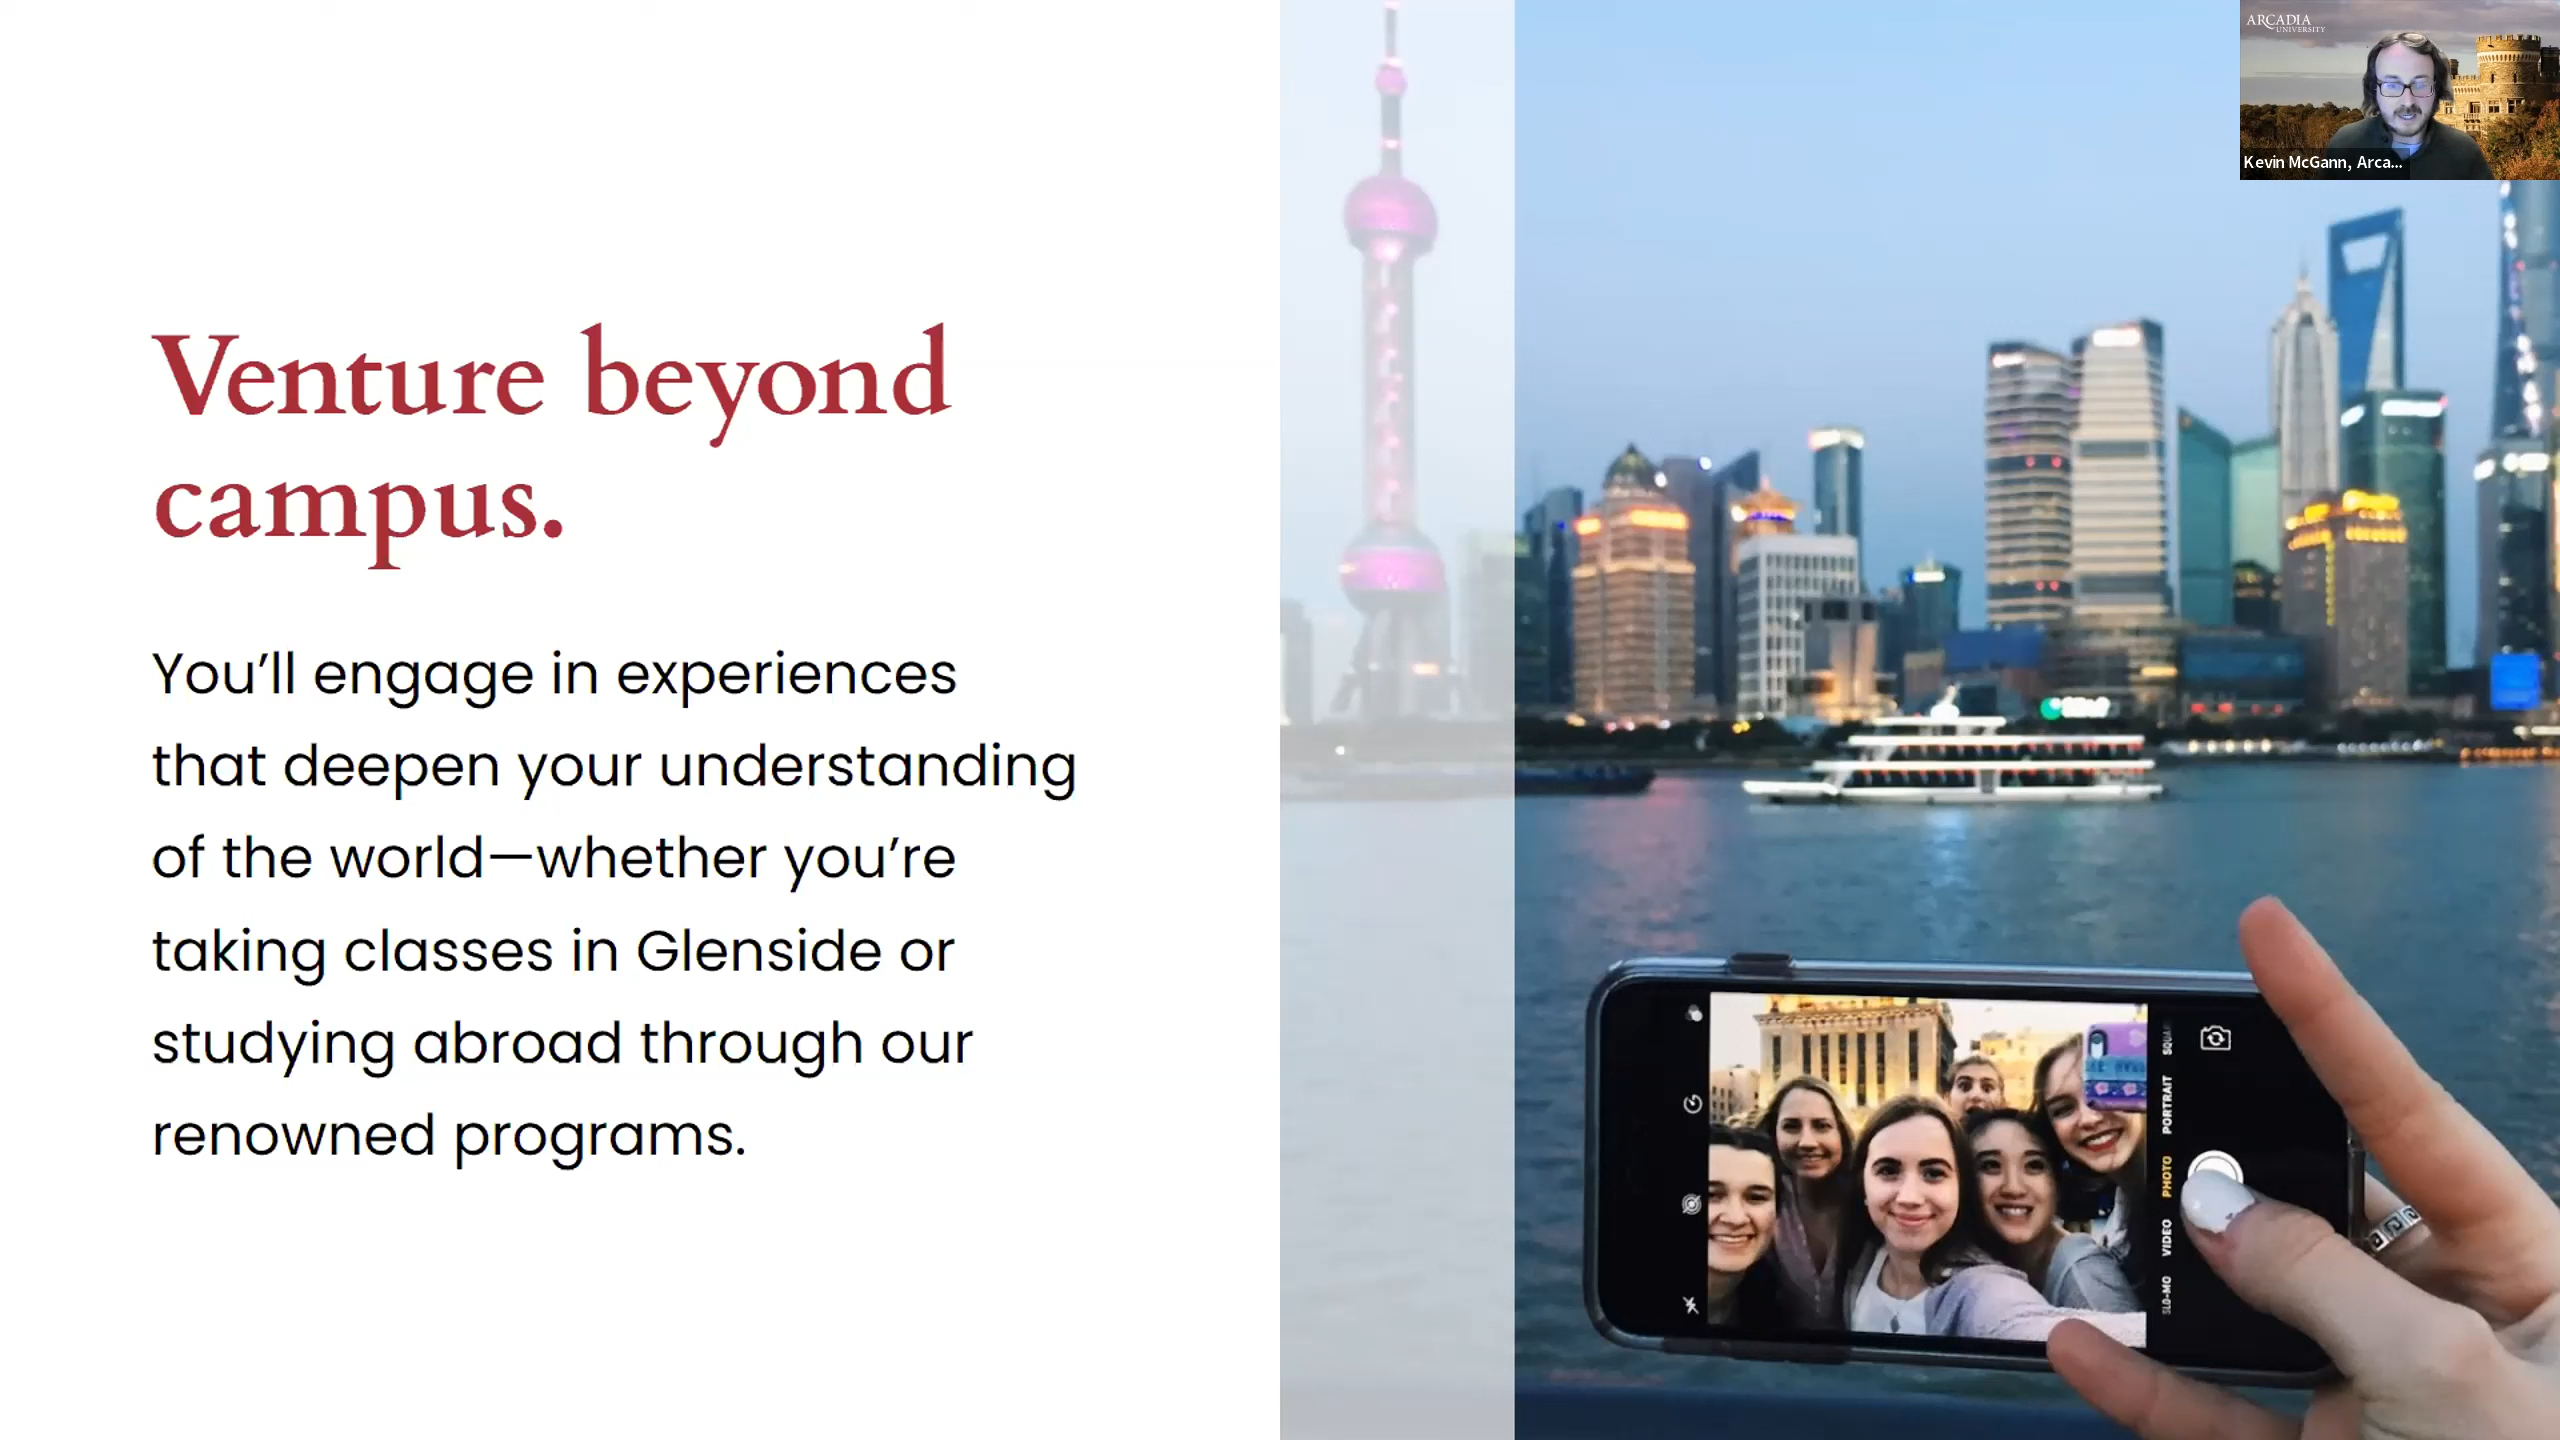 Venture beyond
campus.
You’ll engage in experiences
that deepen your understanding
of the world—whether you’re
taking classes in Glenside or
studying abroad through our
renowned programs.
ARCADIA
UNIVERSITY
Kevin McGann, Arca...
PORTRAIT
PHOTO
VIDEO
SLO-MO